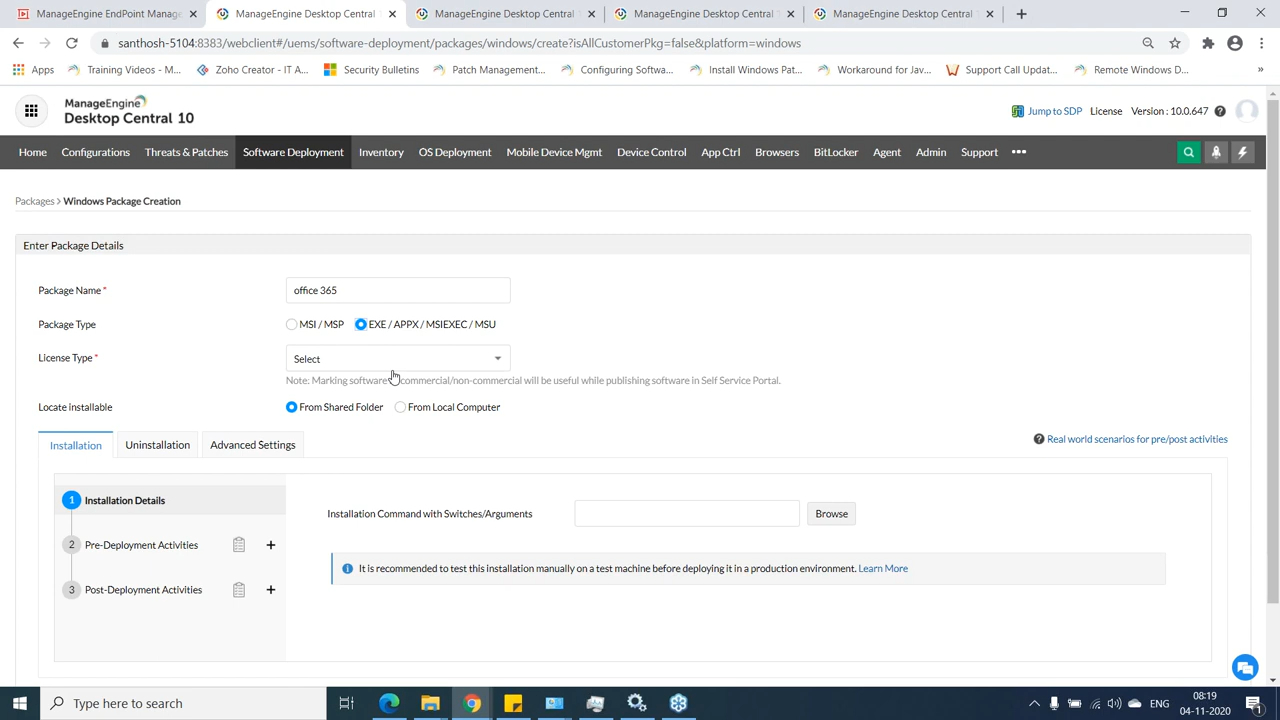 ManageEngine EndPoint Manage
ManageEngine Desktop Central 1
ManageEngine Desktop Central 1
ManageEngine Desktop Central 1
ManageEngine Desktop Central 1
santhosh-5104:8383/webclient#/uems/software-deployment/packages/windows/create?isAllCustomerPkg=false&platform=windows
Apps
Training Videos - M...
Zoho Creator - IT A...
Security Bulletins
Patch Management...
Configuring Softwa...
Install Windows Pat...
Workaround for Jav...
Support Call Updat...
Remote Windows D...
»
ManageEngine
Desktop Central 10
Jump to SDP License Version : 10.0.647
Home Configurations Threats & Patches Software Deployment Inventory OS Deployment Mobile Device Mgmt Device Control App Ctrl Browsers BitLocker Agent Admin Support •••
Packages > Windows Package Creation
Enter Package Details
Package Name * office 365
Package Type MSI / MSP EXE / APPX / MSIEXEC / MSU
License Type * Select
Note: Marking software commercial/non-commercial will be useful while publishing software in Self Service Portal.
Locate installable From Shared Folder From Local Computer
Installation Uninstallation Advanced Settings
Real world scenarios for pre/post activities
1 Installation Details
Installation Command with Switches/Arguments Browse
2 Pre-Deployment Activities +
It is recommended to test this installation manually on a test machine before deploying it in a production environment. Learn More
3 Post-Deployment Activities +
Type here to search
ENG
08:19
04-11-2020
1